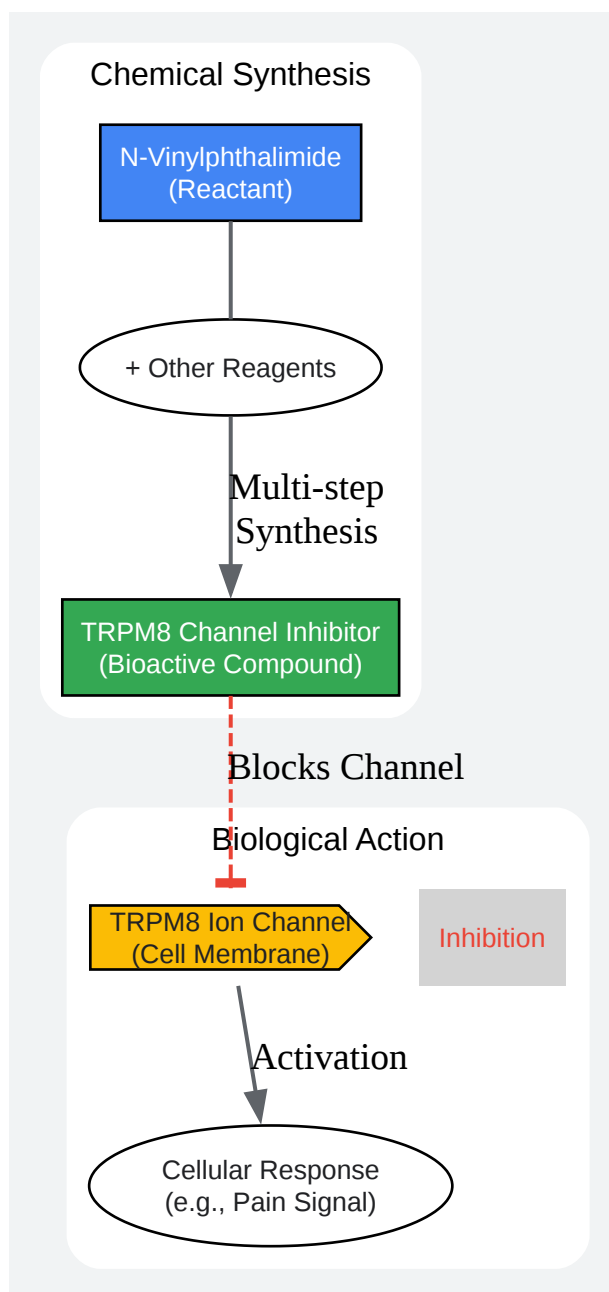 Chemical Synthesis
N-Vinylphthalimide
(Reactant)
+ Other Reagents
Multi-step
Synthesis
TRPM8 Channel Inhibitor
(Bioactive Compound)
Blocks Channel
Biological Action
TRPM8 Ion Channel
(Cell Membrane)
Inhibition
Activation
Cellular Response
(e.g., Pain Signal)